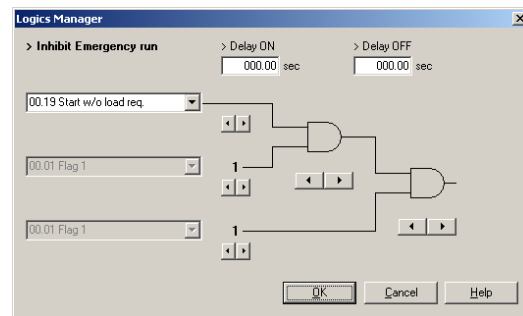 Logics Manager
> Inhibit Emergency run
> Delay ON
> Delay OFF
000.00 sec
000.00 sec
00.19 Start w/o load req.
00.01 Flag 1
1
00.01 Flag 1
1
OK Cancel Help